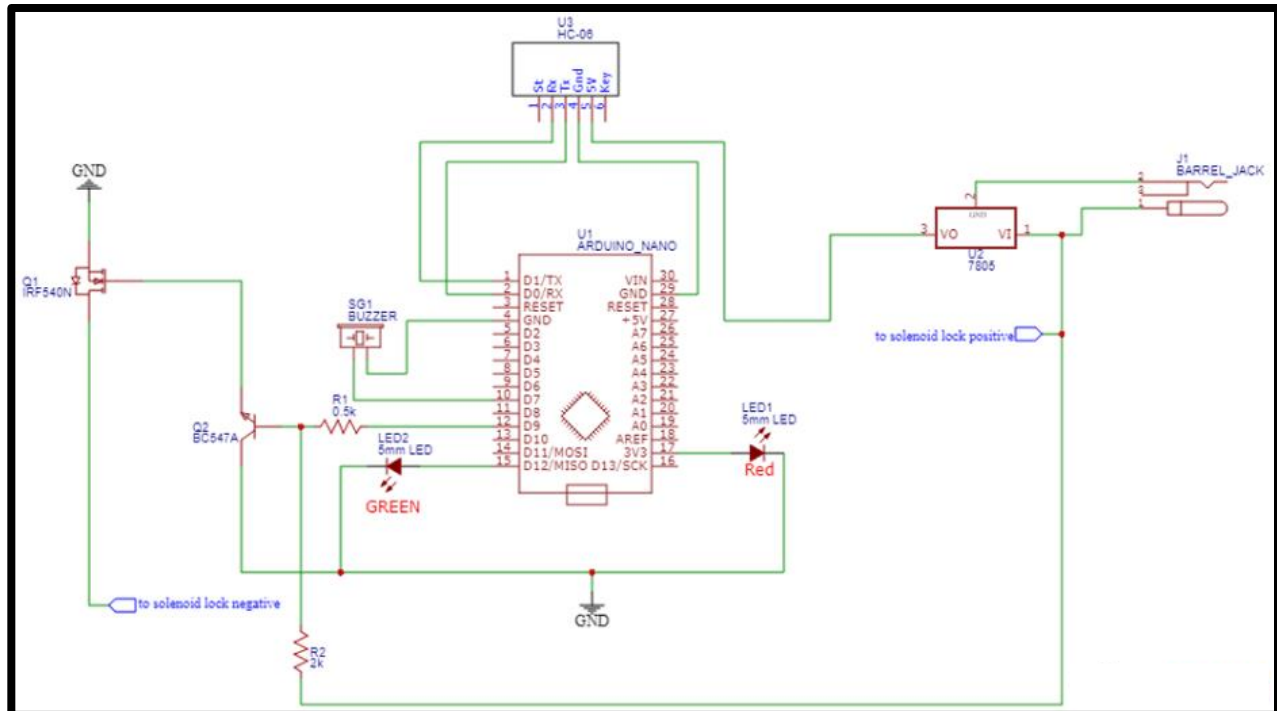 U3
HC-06
St
Rx
Tx
Gnd
5V
Key
1
2
3
4
5
6
GND
J1
BARREL_JACK
2
3
1
2
GND
3 VO VI 1
U2
7805
U1
ARDUINO_NANO
Q1
IRF540N
SG1
BUZZER
1 D1/TX VIN 30
2 D0/RX GND 29
3 RESET RESET 28
4 GND +5V 27
5 D2 A7 26
6 D3 A6 25
7 D4 A5 24
8 D5 A4 23
9 D6 A3 22
10 D7 A2 21
11 D8 A1 20
12 D9 A0 19
13 D10 AREF 18
14 D11/MOSI 3V3 17
15 D12/MISO D13/SCK 16
to solenoid lock positive
R1
0.5k
Q2
BC547A
LED2
5mm LED
GREEN
LED1
5mm LED
Red
to solenoid lock negative
GND
R2
2k